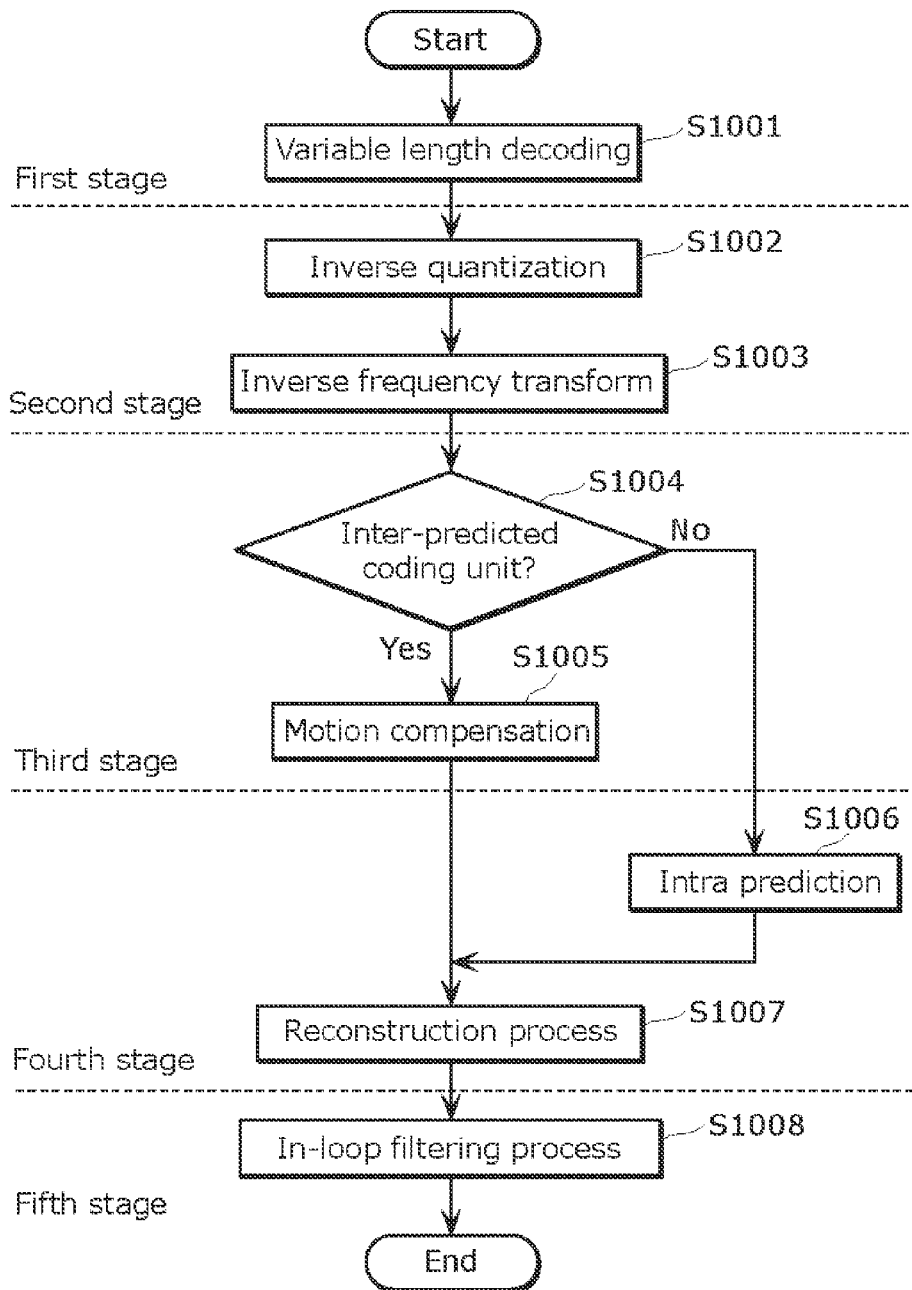 Start
S1001
Variable length decoding
First stage
S1002
Inverse quantization
S1003
Inverse frequency transform
Second stage
S1004
Inter-predicted
coding unit?
No
Yes
S1005
Motion compensation
Third stage
S1006
Intra prediction
S1007
Reconstruction process
Fourth stage
S1008
In-loop filtering process
Fifth stage
End